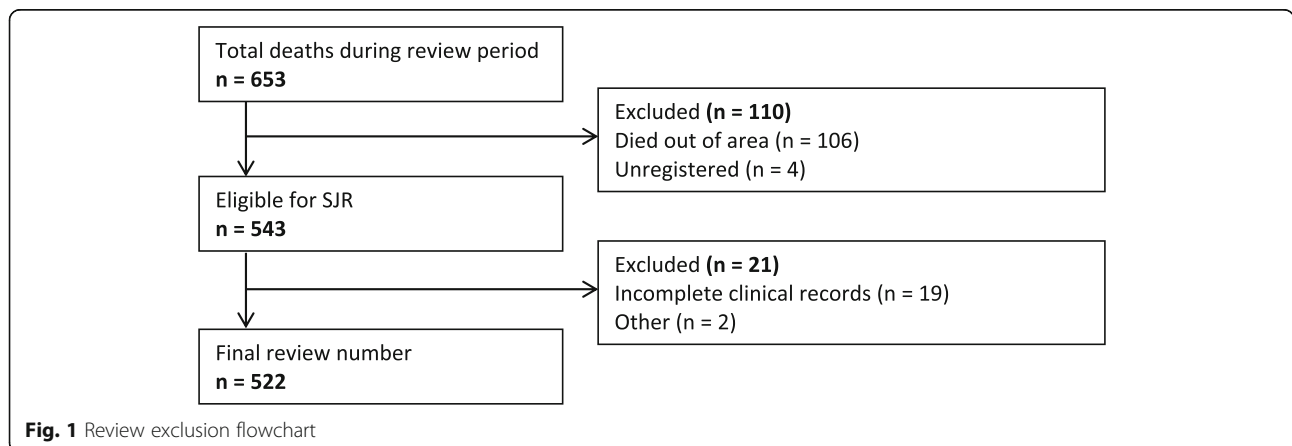 Total deaths during review period
n = 653
Excluded (n = 110)
Died out of area (n = 106)
Unregistered (n = 4)
Eligible for SJR
n = 543
Excluded (n = 21)
Incomplete clinical records (n = 19)
Other (n = 2)
Final review number
n = 522
Fig. 1 Review exclusion flowchart